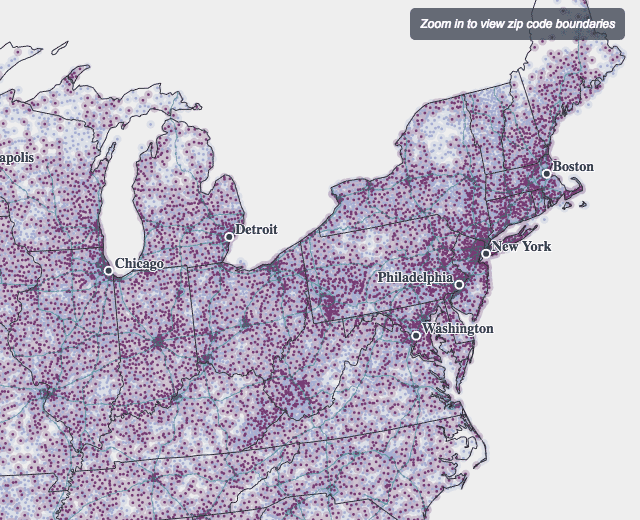 Zoom in to view zip code boundaries
apolis
Boston
Detroit
New York
Chicago
Philadelphia
Washington